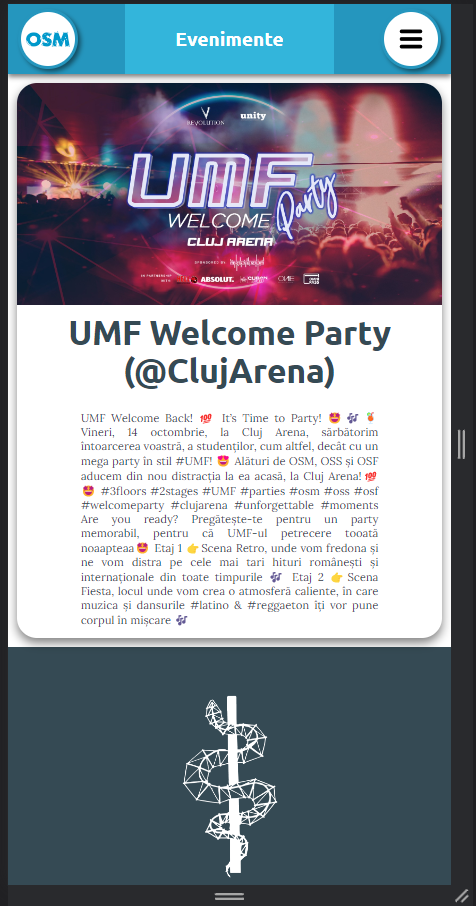 OSM
Evenimente
REVOLUTION
unity
UMF
WELCOME
Party
CLUJ ARENA
SPONSORED BY
IN PARTNERSHIP
WITH
ABSOLUT.
UMF Welcome Party
(@ClujArena)
UMF Welcome Back! 💯 It’s Time to Party! 🤩 🎶 🍹
Vineri, 14 octombrie, la Cluj Arena, sărbătorim
întoarcerea voastră, a studenților, cum altfel, decât cu un
mega party în stil #UMF! 🤩 Alături de OSM, OSS și OSF
aducem din nou distracția la ea acasă, la Cluj Arena! 💯
🤩 #3floors #2stages #UMF #parties #osm #oss #osf
#welcomeparty #clujarena #unforgettable #moments
Are you ready? Pregătește-te pentru un party
memorabil, pentru că UMF-ul petrecere tooată
noaapteaa🤩 Etaj 1 👉Scena Retro, unde vom fredona și
ne vom distra pe cele mai tari hituri românești și
internaționale din toate timpurile 🎶 Etaj 2 👉Scena
Fiesta, locul unde vom crea o atmosferă caliente, în care
muzica și dansurile #latino & #reggaeton îți vor pune
corpul în mișcare 🎶